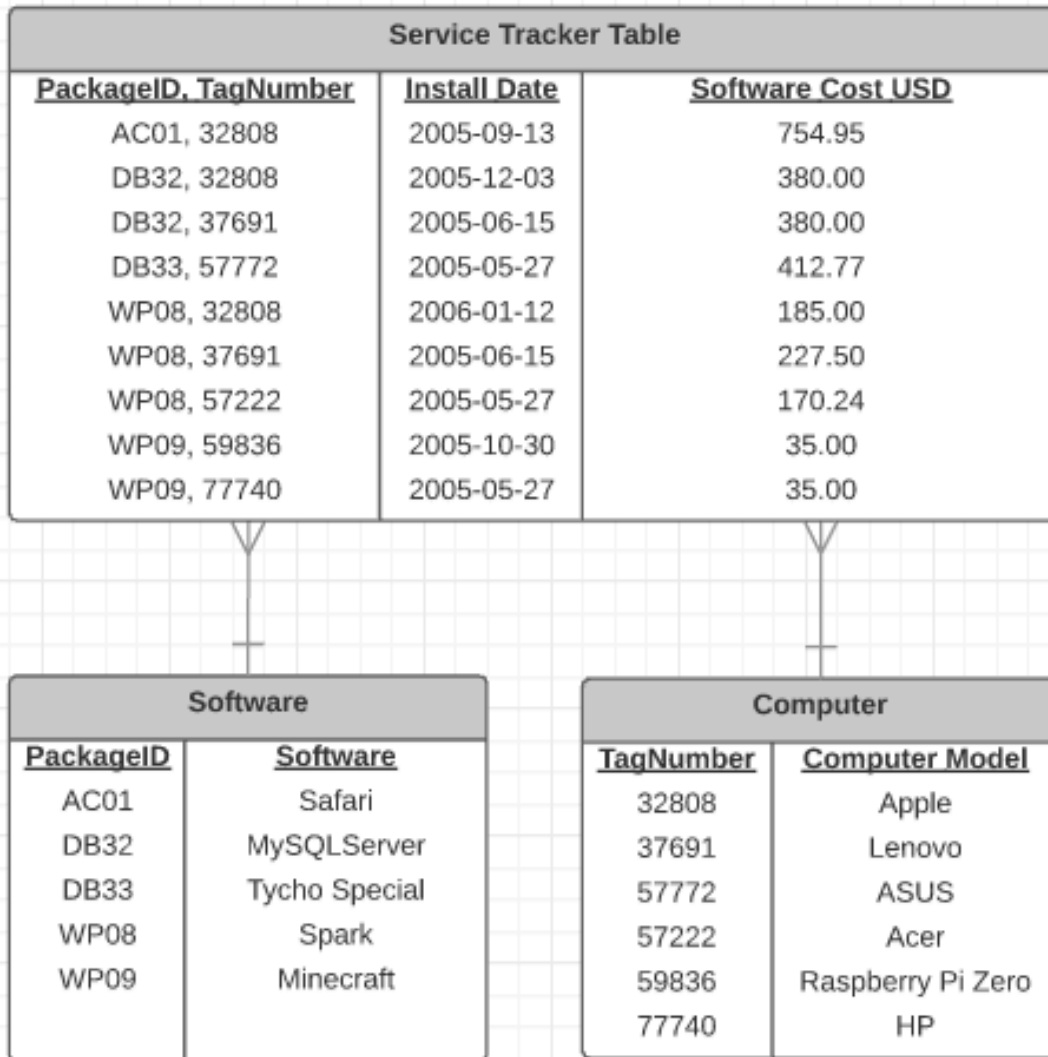 Service Tracker Table
PackageID, TagNumber Install Date Software Cost USD
AC01, 32808 2005-09-13 754.95
DB32, 32808 2005-12-03 380.00
DB32, 37691 2005-06-15 380.00
DB33, 57772 2005-05-27 412.77
WP08, 32808 2006-01-12 185.00
WP08, 37691 2005-06-15 227.50
WP08, 57222 2005-05-27 170.24
WP09, 59836 2005-10-30 35.00
WP09, 77740 2005-05-27 35.00
Software
PackageID Software
AC01 Safari
DB32 MySQLServer
DB33 Tycho Special
WP08 Spark
WP09 Minecraft
Computer
TagNumber Computer Model
32808 Apple
37691 Lenovo
57772 ASUS
57222 Acer
59836 Raspberry Pi Zero
77740 HP